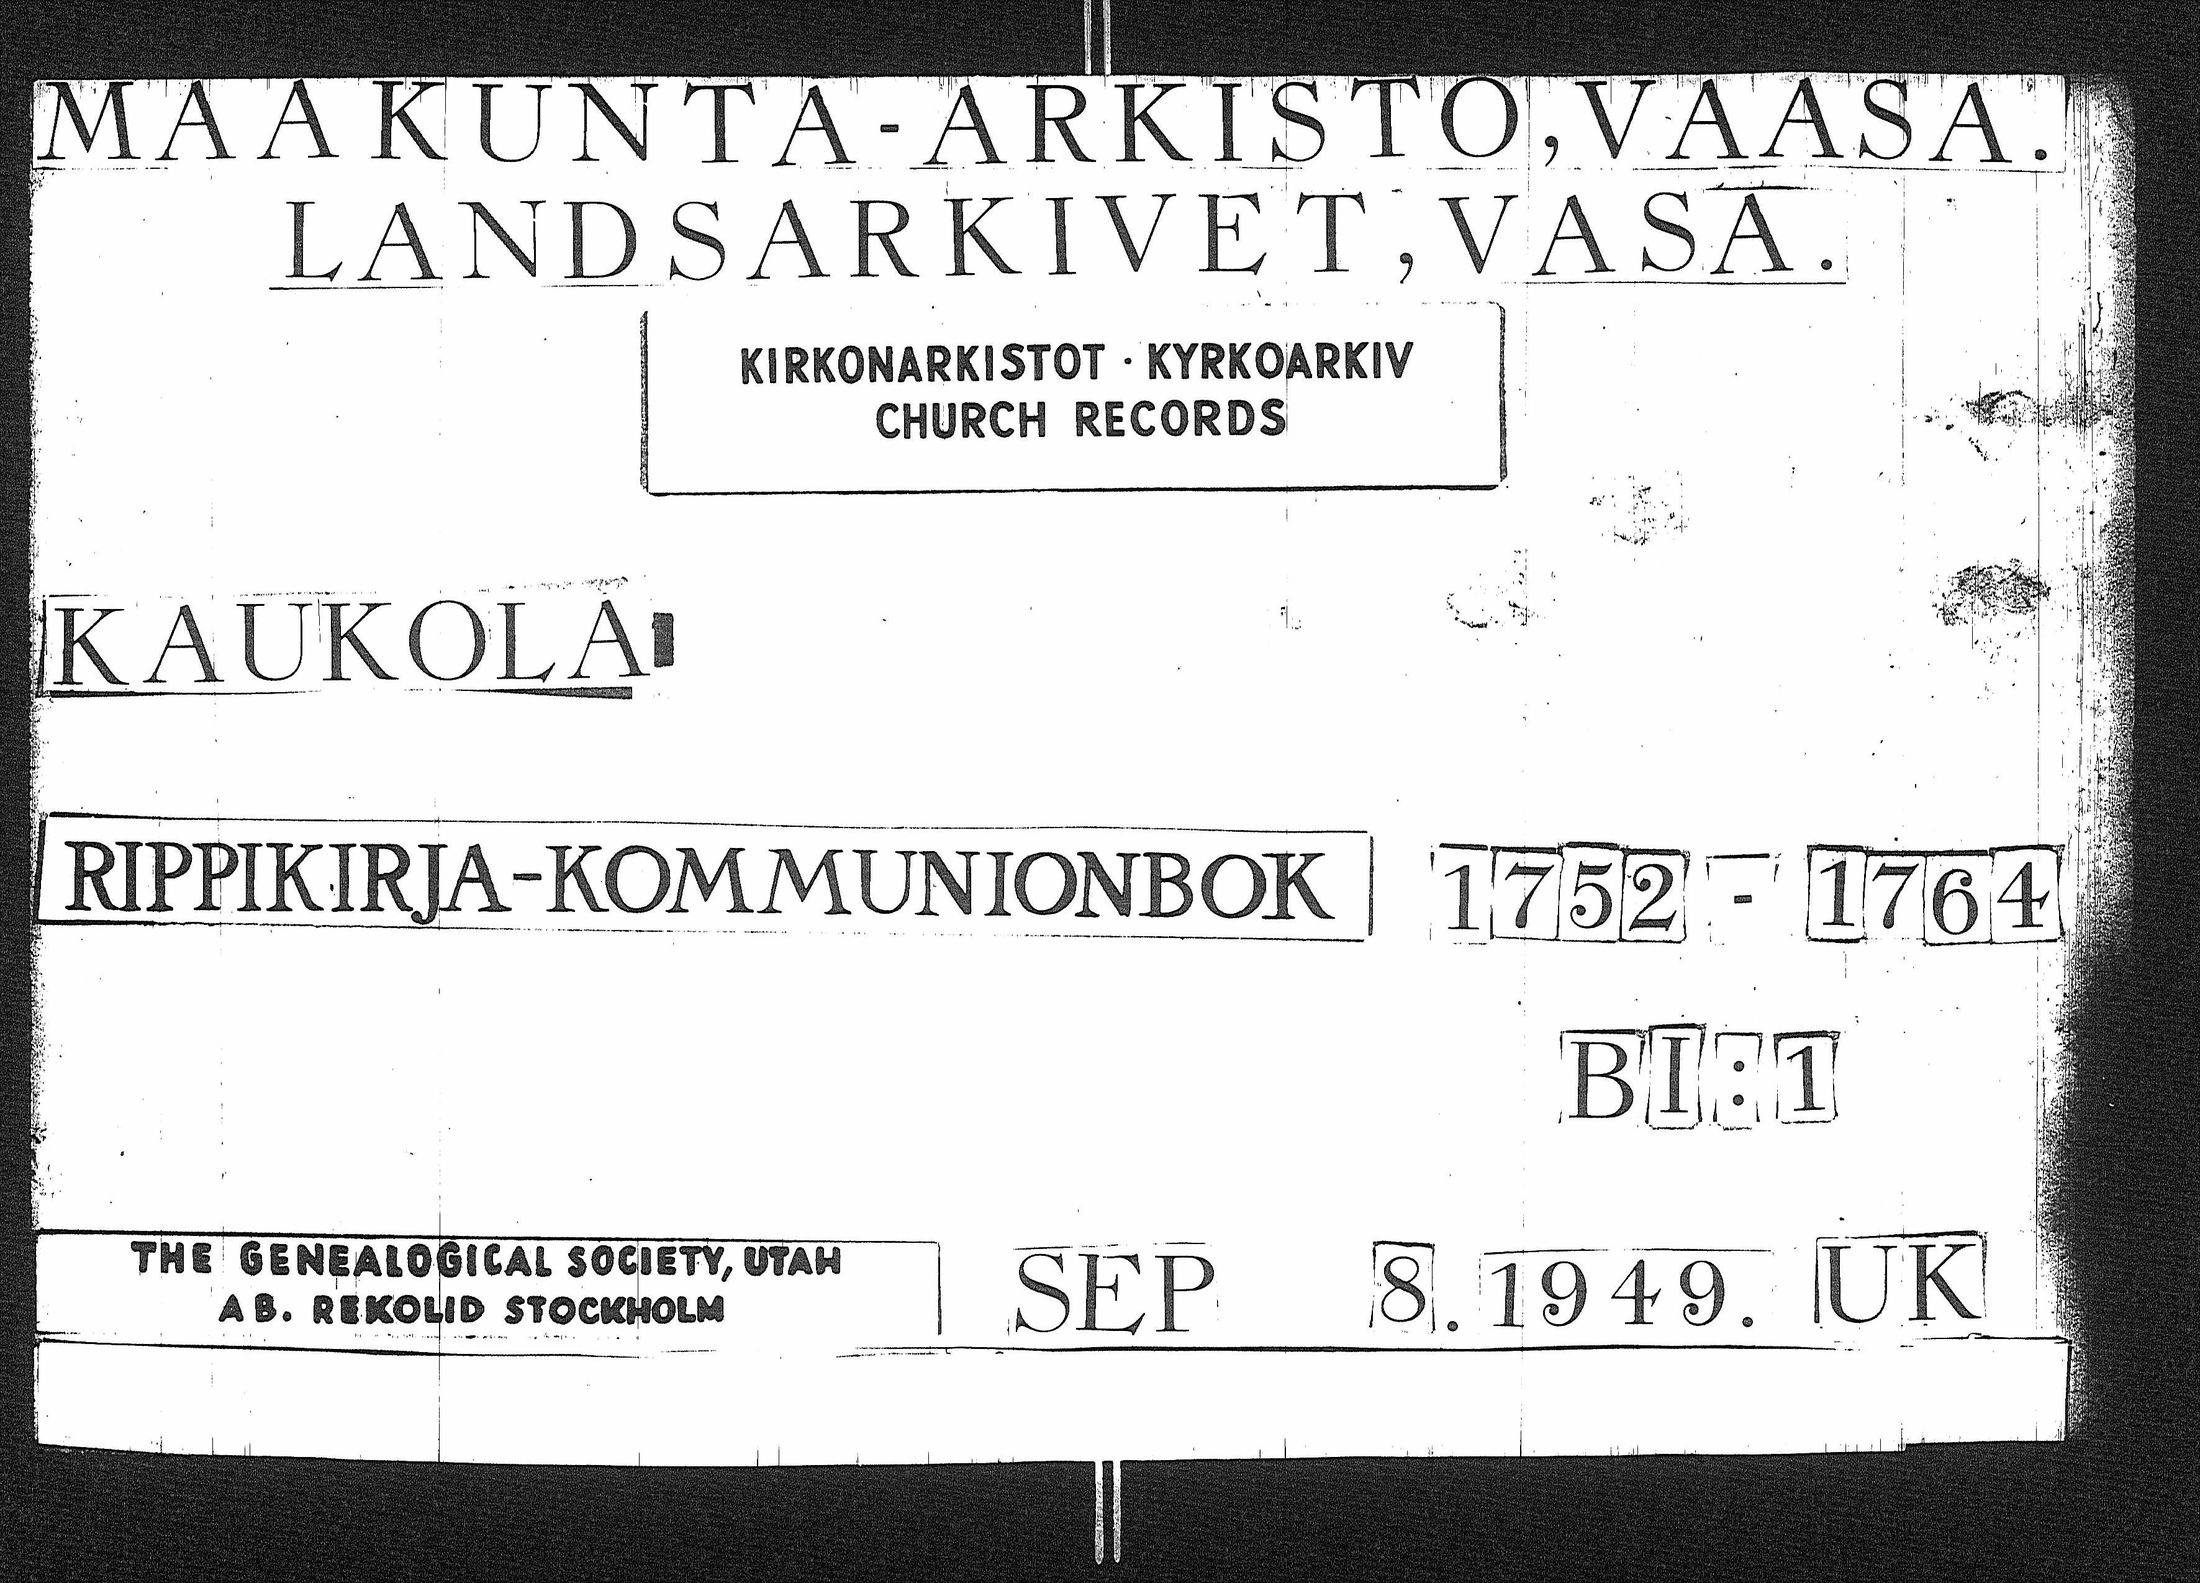 MAAKUNTA-ARKISTO,VAASA.
LANDSARKIVET,VASA.
KIRKONARKISTOT · KYRKOARKIV
CHURCH RECORDS
KAUKOLA
RIPPIKIRJA-KOMMUNIONBOK 1752 - 1764
BI:1
THE GENEALOGICAL SOCIETY, UTAH
AB. REKOLID STOCKHOLM
SEP 8.1949. UK